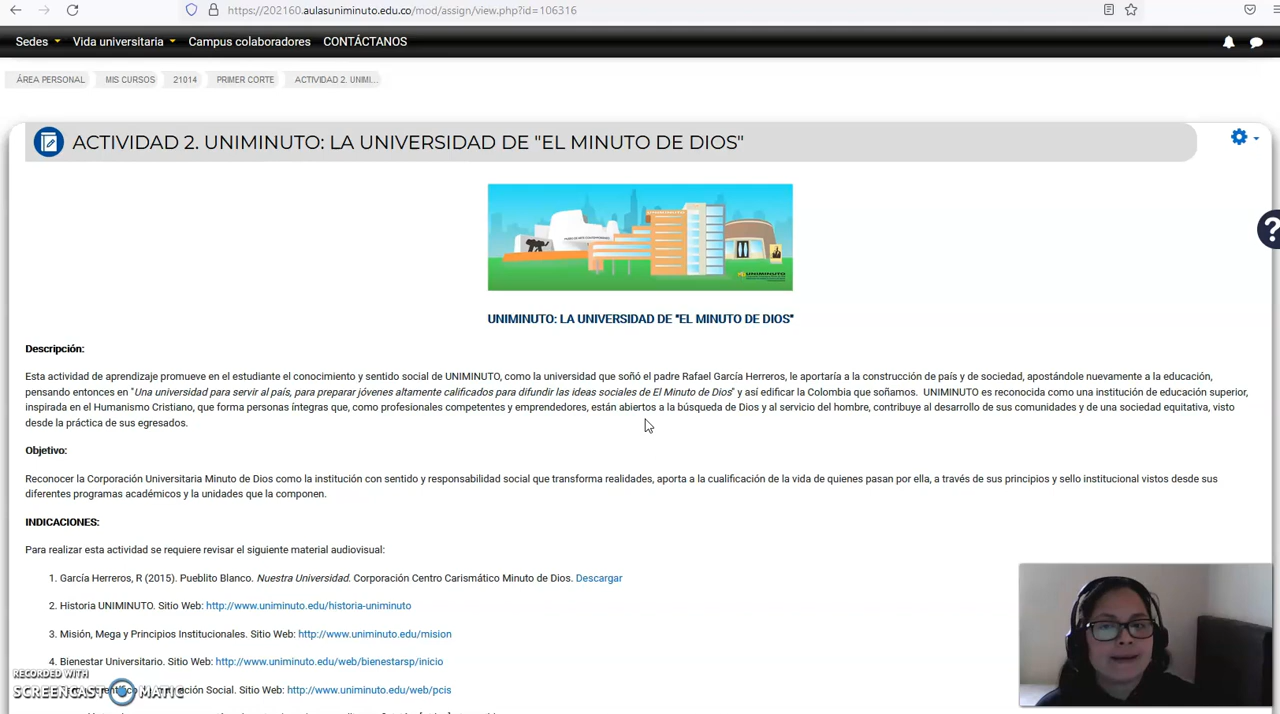 https://202160.aulasuniminuto.edu.co/mod/assign/view.php?id=106316
Sedes Vida universitaria Campus colaboradores CONTÁCTANOS
ÁREA PERSONAL MIS CURSOS 21014 PRIMER CORTE ACTIVIDAD 2. UNIMI...
ACTIVIDAD 2. UNIMINUTO: LA UNIVERSIDAD DE "EL MINUTO DE DIOS"
UNIMINUTO
UNIMINUTO: LA UNIVERSIDAD DE "EL MINUTO DE DIOS"
Descripción:
Esta actividad de aprendizaje promueve en el estudiante el conocimiento y sentido social de UNIMINUTO, como la universidad que soñó el padre Rafael García Herreros, le aportaría a la construcción de país y de sociedad, apostándole nuevamente a la educación,
pensando entonces en "Una universidad para servir al país, para preparar jóvenes altamente calificados para difundir las ideas sociales de El Minuto de Dios" y así edificar la Colombia que soñamos. UNIMINUTO es reconocida como una institución de educación superior,
inspirada en el Humanismo Cristiano, que forma personas íntegras que, como profesionales competentes y emprendedores, están abiertos a la búsqueda de Dios y al servicio del hombre, contribuye al desarrollo de sus comunidades y de una sociedad equitativa, visto
desde la práctica de sus egresados.
Objetivo:
Reconocer la Corporación Universitaria Minuto de Dios como la institución con sentido y responsabilidad social que transforma realidades, aporta a la cualificación de la vida de quienes pasan por ella, a través de sus principios y sello institucional vistos desde sus
diferentes programas académicos y la unidades que la componen.
INDICACIONES:
Para realizar esta actividad se requiere revisar el siguiente material audiovisual:
1. García Herreros, R (2015). Pueblito Blanco. Nuestra Universidad. Corporación Centro Carismático Minuto de Dios. Descargar
2. Historia UNIMINUTO. Sitio Web: http://www.uniminuto.edu/historia-uniminuto
3. Misión, Mega y Principios Institucionales. Sitio Web: http://www.uniminuto.edu/mision
4. Bienestar Universitario. Sitio Web: http://www.uniminuto.edu/web/bienestarsp/inicio
RECORDED WITH
SCREENCAST MATIC
Social. Sitio Web: http://www.uniminuto.edu/web/pcis